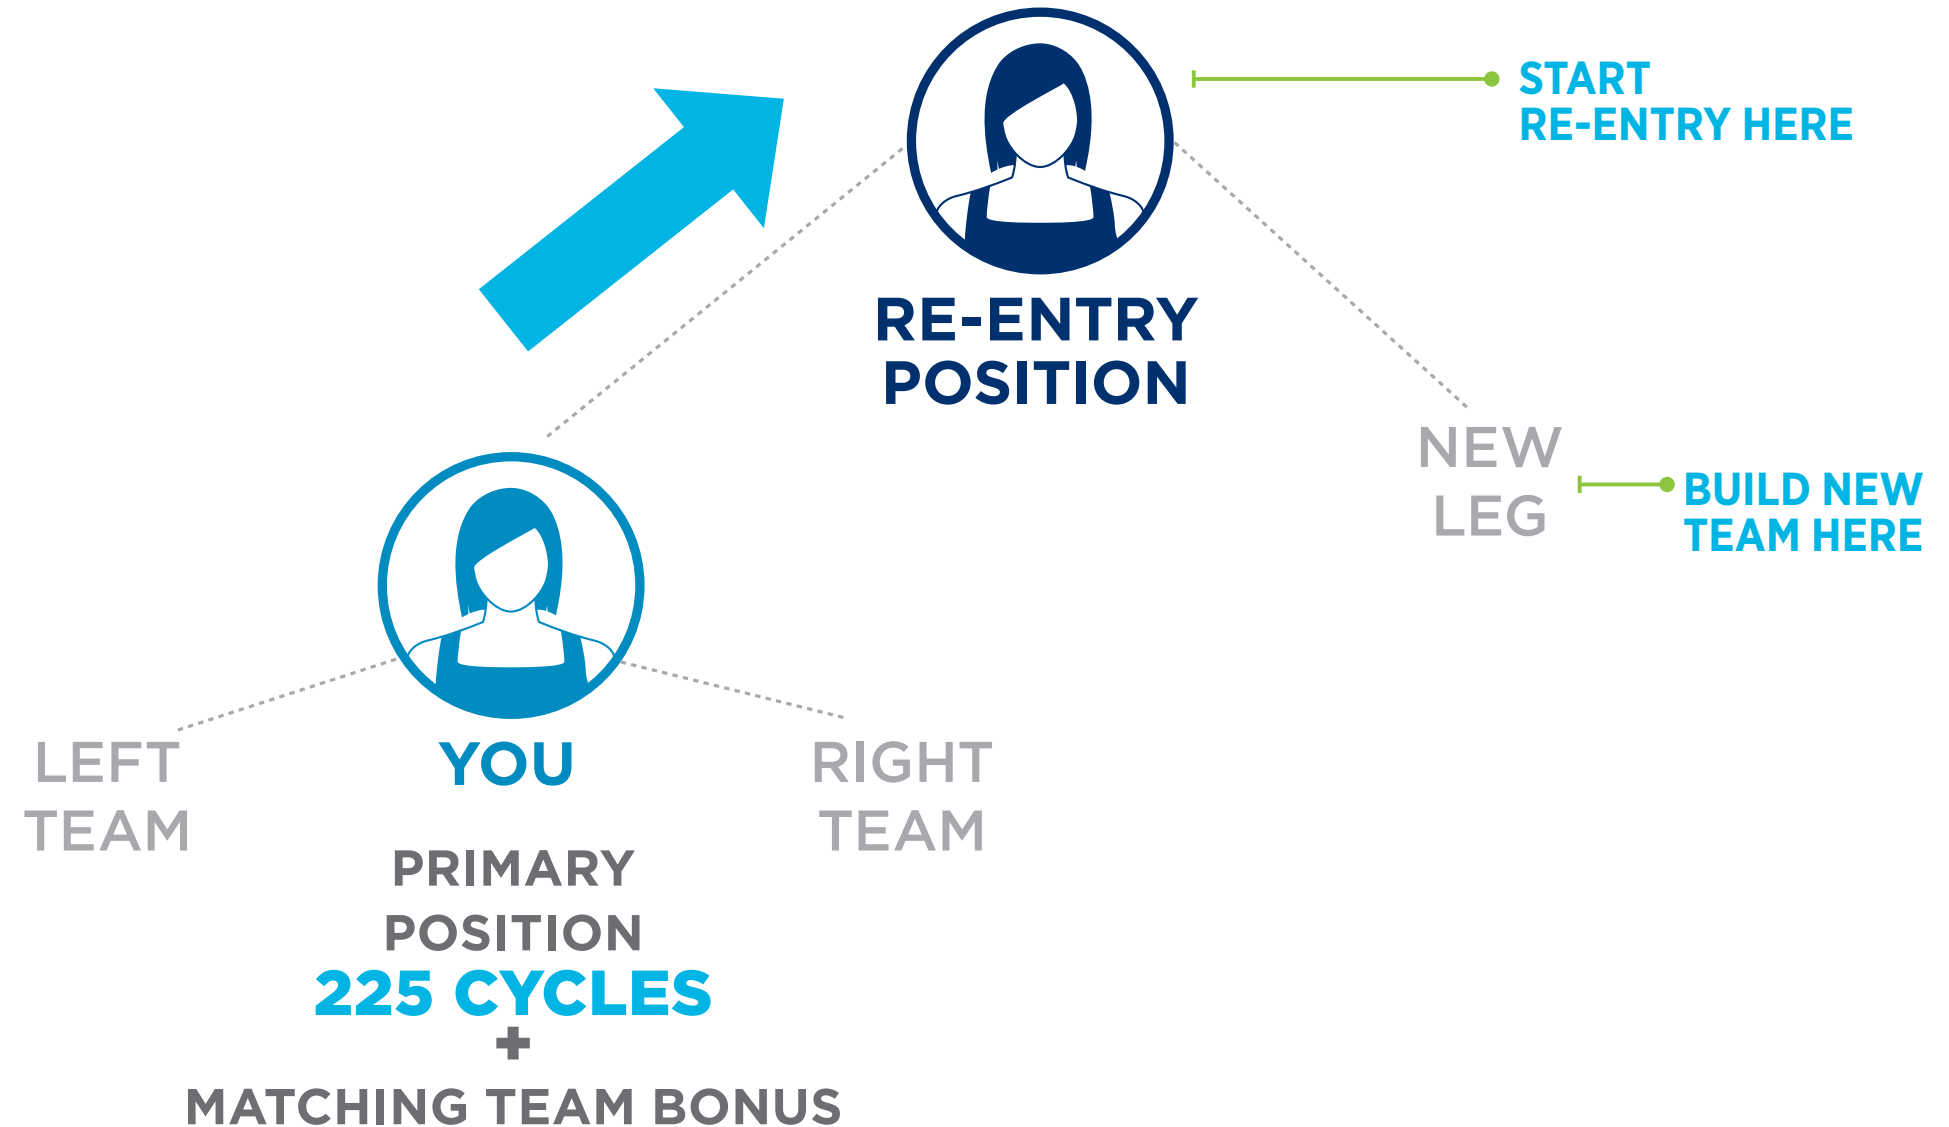 START
RE-ENTRY HERE
RE-ENTRY
POSITION
NEW
LEG
BUILD NEW
TEAM HERE
LEFT
TEAM
YOU
RIGHT
TEAM
PRIMARY
POSITION
225 CYCLES
+
MATCHING TEAM BONUS